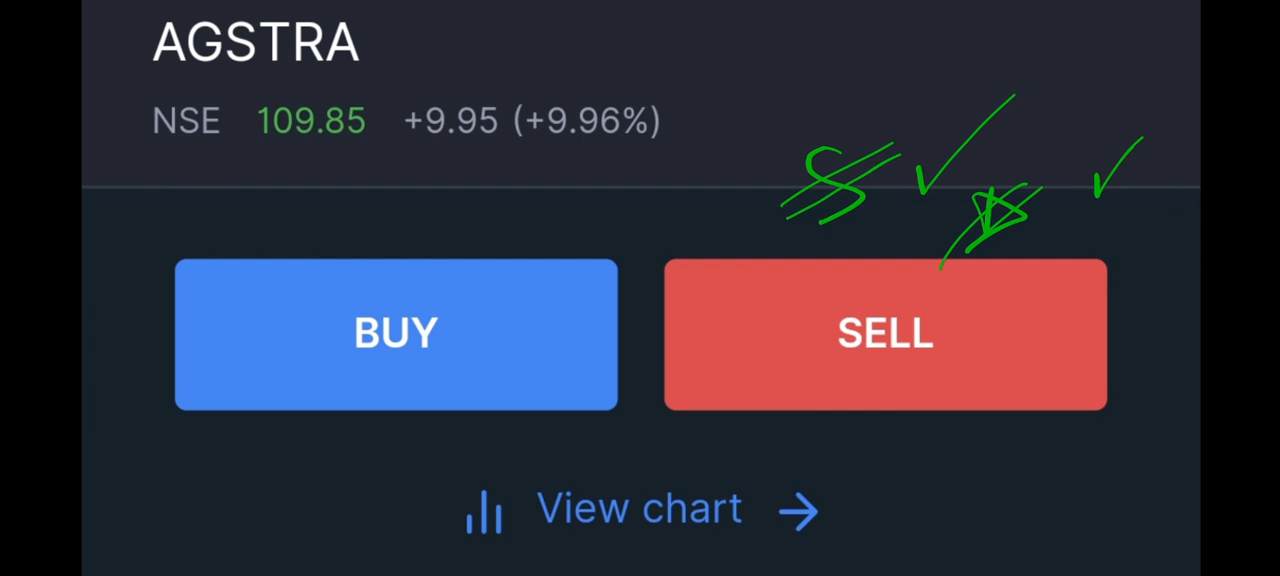 AGSTRA
NSE 109.85 +9.95 (+9.96%)
BUY SELL
View chart →